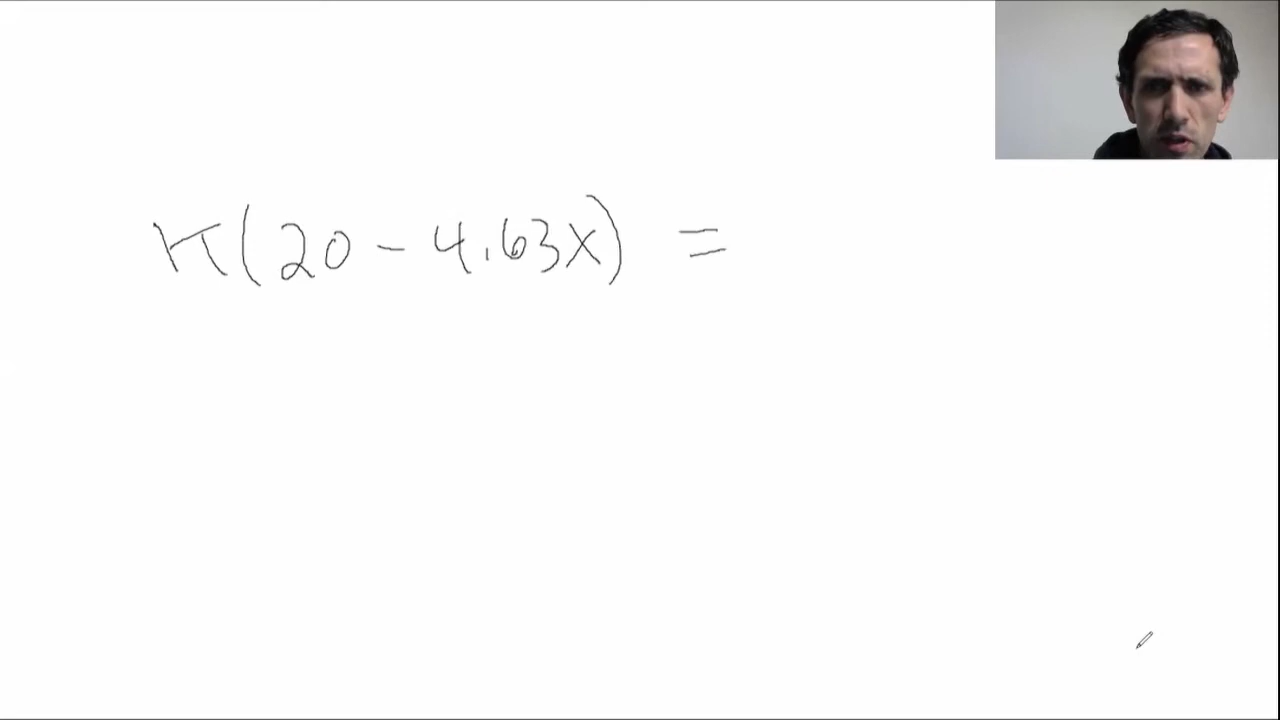 K(20 - 4.63x) =